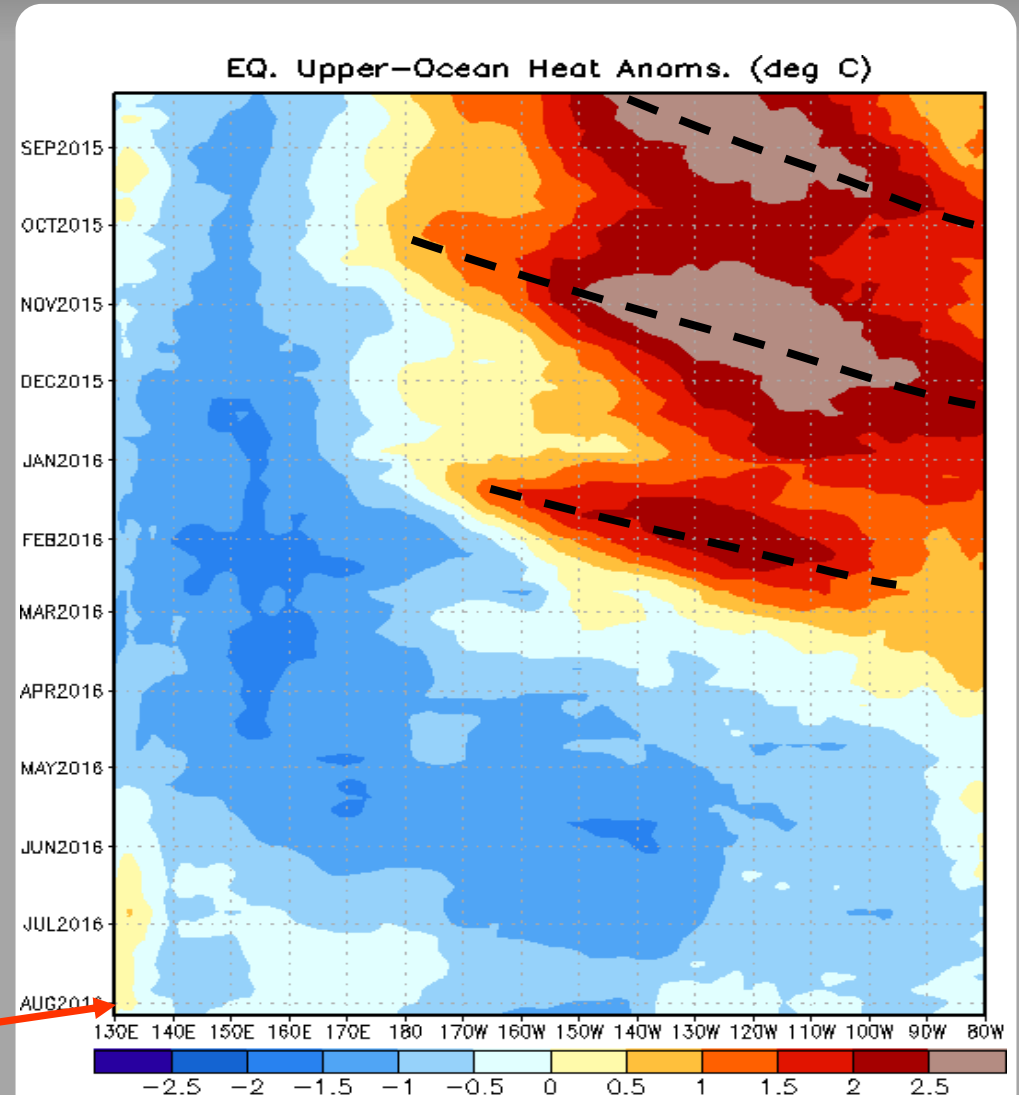 EQ. Upper-Ocean Heat Anoms. (deg C)
SEP2015
OCT2015
NOV2015
DEC2015
JAN2016
FEB2016
MAR2016
APR2016
MAY2016
JUN2016
JUL2016
AUG2016
130E 140E 150E 160E 170E 180 170W 160W 150W 140W 130W 120W 110W 100W 90W 80W
-2.5 -2 -1.5 -1 -0.5 0 0.5 1 1.5 2 2.5